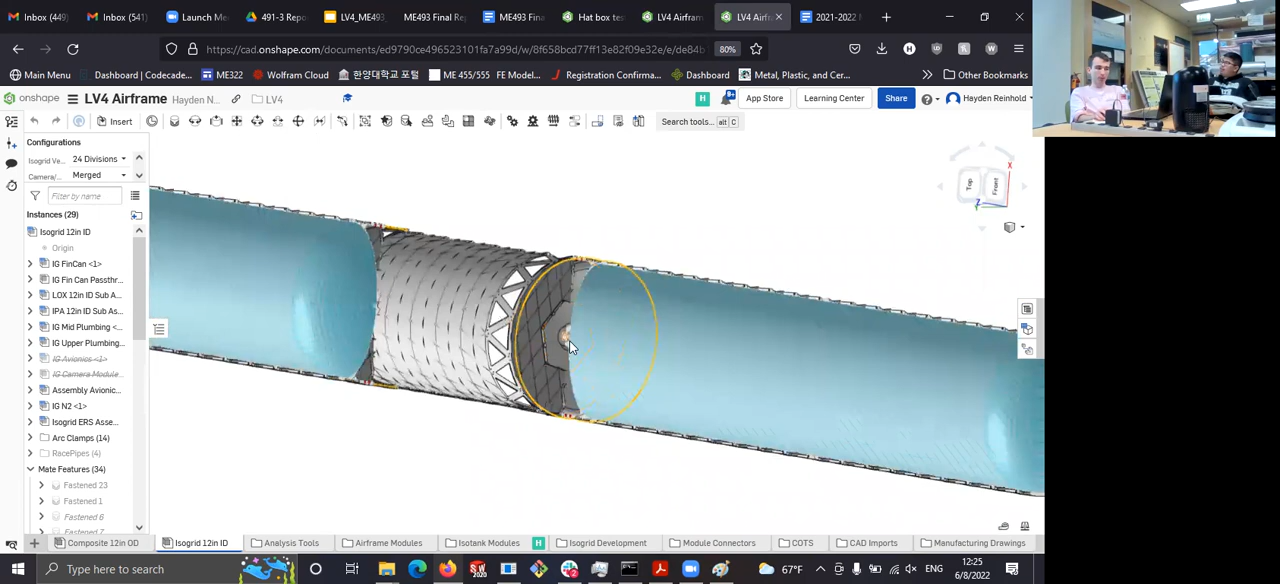 Inbox (449)
Inbox (541)
Launch Me
491-3 Repo
LV4_ME493_
ME493 Final Re
ME493 Fina
Hat box tes
LV4 Airfram
LV4 Airfr
2021-2022 M
https://cad.onshape.com/documents/ed9790ce496523101fa7a99d/w/8f658bcd77ff13e82f09e32e/e/de84b
80%
Main Menu
Dashboard | Codecade...
ME322
Wolfram Cloud
한양대학교 포털
ME 455/555
FE Model...
Registration Confirma...
Dashboard
Metal, Plastic, and Cer...
Other Bookmarks
onshape
LV4 Airframe
Hayden N...
LV4
H
9+
App Store
Learning Center
Share
Hayden Reinhold
Insert
Search tools...
alt C
Configurations
Isogrid Ve...
24 Divisions
Camera/...
Merged
Filter by name
Instances (29)
Isogrid 12in ID
Origin
IG FinCan <1>
IG Fin Can Passthr...
LOX 12in ID Sub A...
IPA 12in ID Sub As...
IG Mid Plumbing <...
IG Upper Plumbing...
IG Avionics <1>
IG Camera Module...
Assembly Avionic...
IG N2 <1>
Isogrid ERS Asse...
Arc Clamps (14)
RacePipes (4)
Mate Features (34)
Fastened 23
Fastened 1
Fastened 6
Fastened 7
Top
Front
X
Z
Composite 12in OD
Isogrid 12in ID
Analysis Tools
Airframe Modules
Isotank Modules
H
Isogrid Development
Module Connectors
COTS
CAD Imports
Manufacturing Drawings
Type here to search
67°F
ENG
12:25
6/8/2022